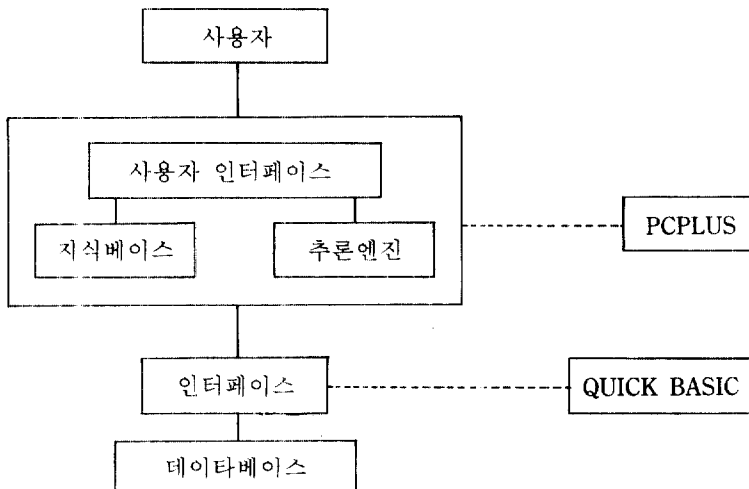 사용자
사용자 인터페이스
지식베이스
추론엔진
PCPLUS
인터페이스
QUICK BASIC
데이타베이스